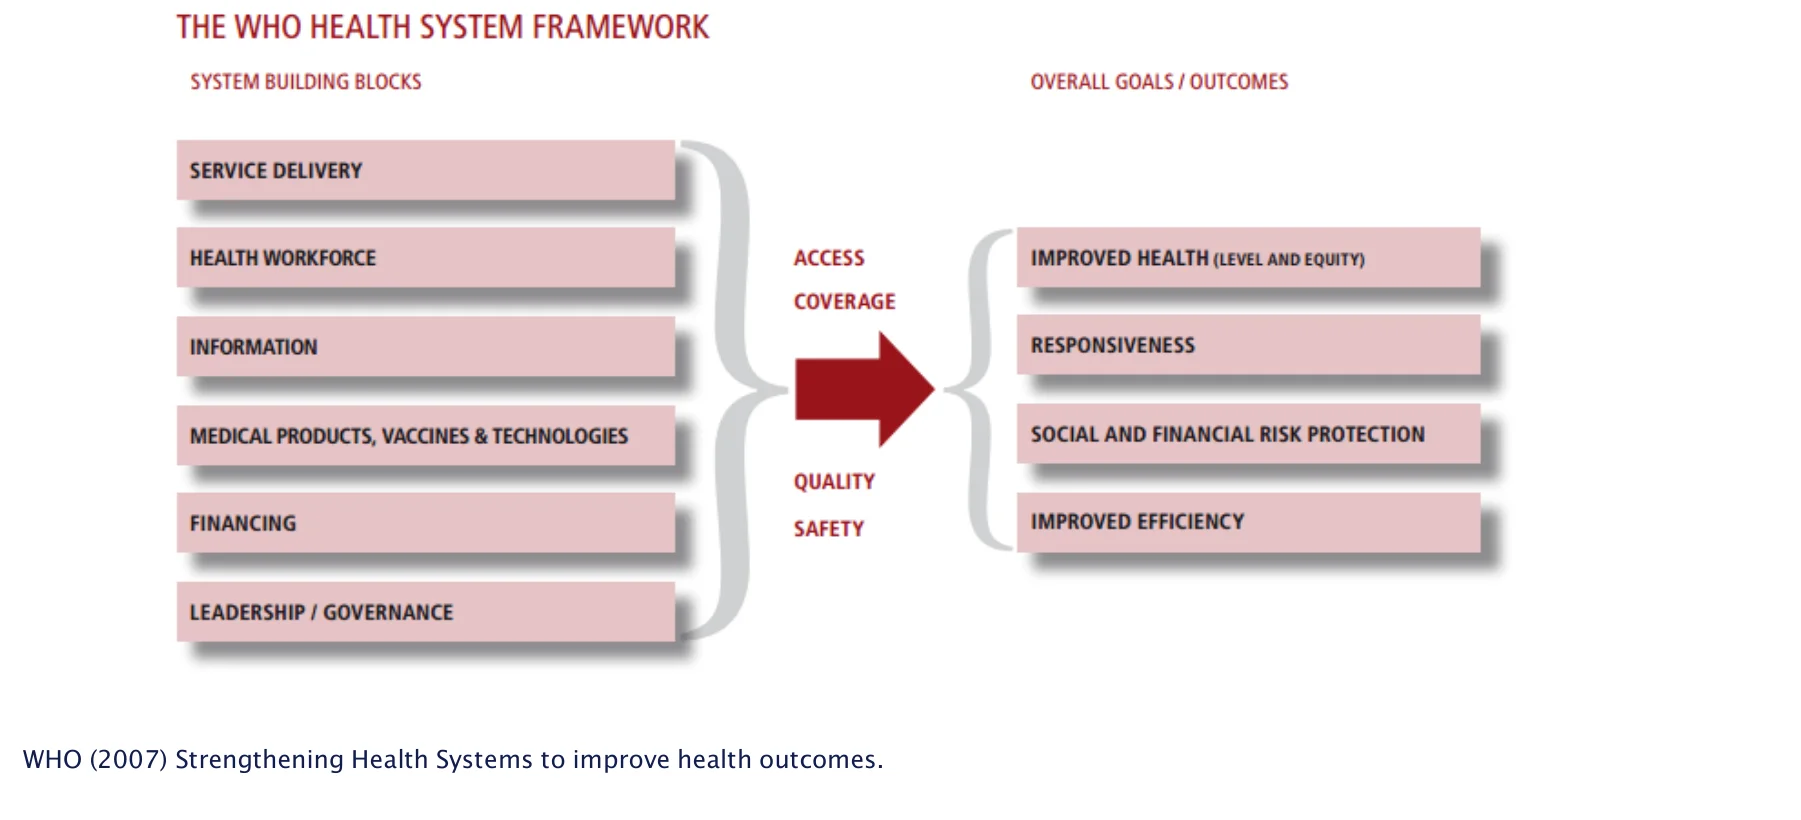 THE WHO HEALTH SYSTEM FRAMEWORK
SYSTEM BUILDING BLOCKS
OVERALL GOALS / OUTCOMES
SERVICE DELIVERY
HEALTH WORKFORCE
INFORMATION
MEDICAL PRODUCTS, VACCINES & TECHNOLOGIES
FINANCING
LEADERSHIP / GOVERNANCE
ACCESS
COVERAGE
QUALITY
SAFETY
IMPROVED HEALTH (LEVEL AND EQUITY)
RESPONSIVENESS
SOCIAL AND FINANCIAL RISK PROTECTION
IMPROVED EFFICIENCY
WHO (2007) Strengthening Health Systems to improve health outcomes.